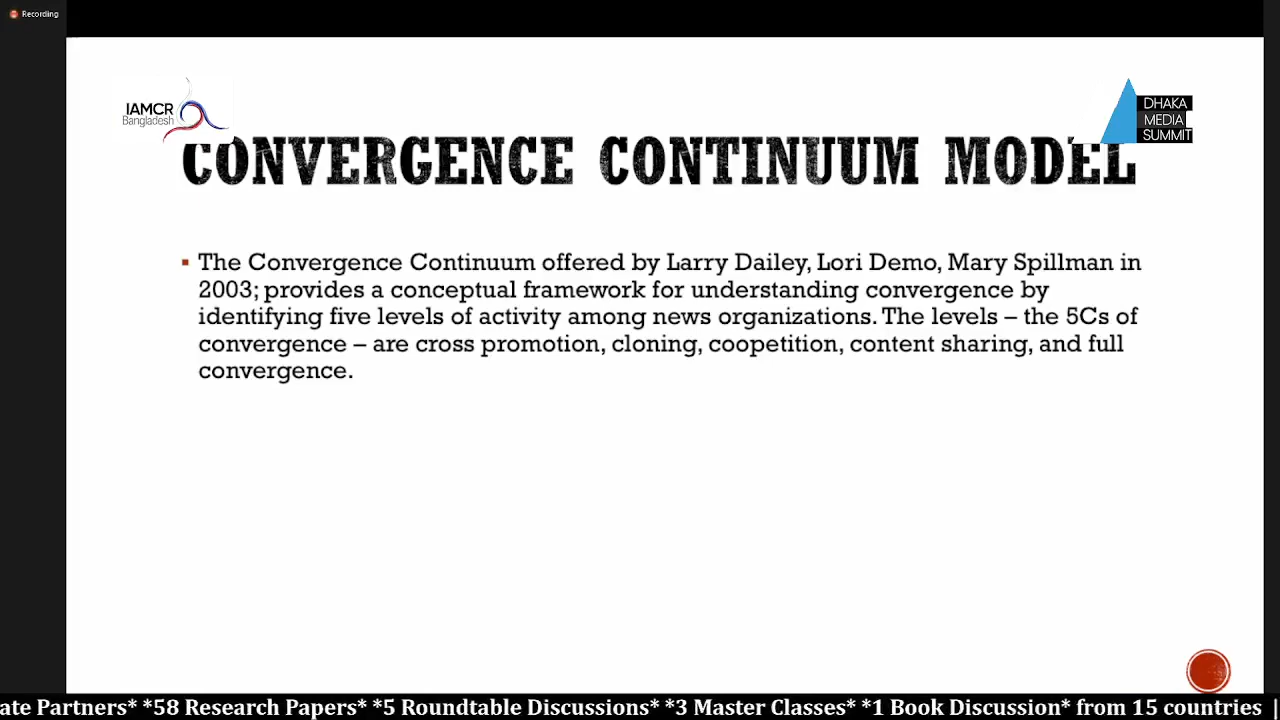 Recording
IAMCR
Bangladesh
DHAKA
MEDIA
SUMMIT
CONVERGENCE CONTINUUM MODEL
▪ The Convergence Continuum offered by Larry Dailey, Lori Demo, Mary Spillman in
2003; provides a conceptual framework for understanding convergence by
identifying five levels of activity among news organizations. The levels – the 5Cs of
convergence – are cross promotion, cloning, coopetition, content sharing, and full
convergence.
ate Partners* *58 Research Papers* *5 Roundtable Discussions* *3 Master Classes* *1 Book Discussion* from 15 countries |